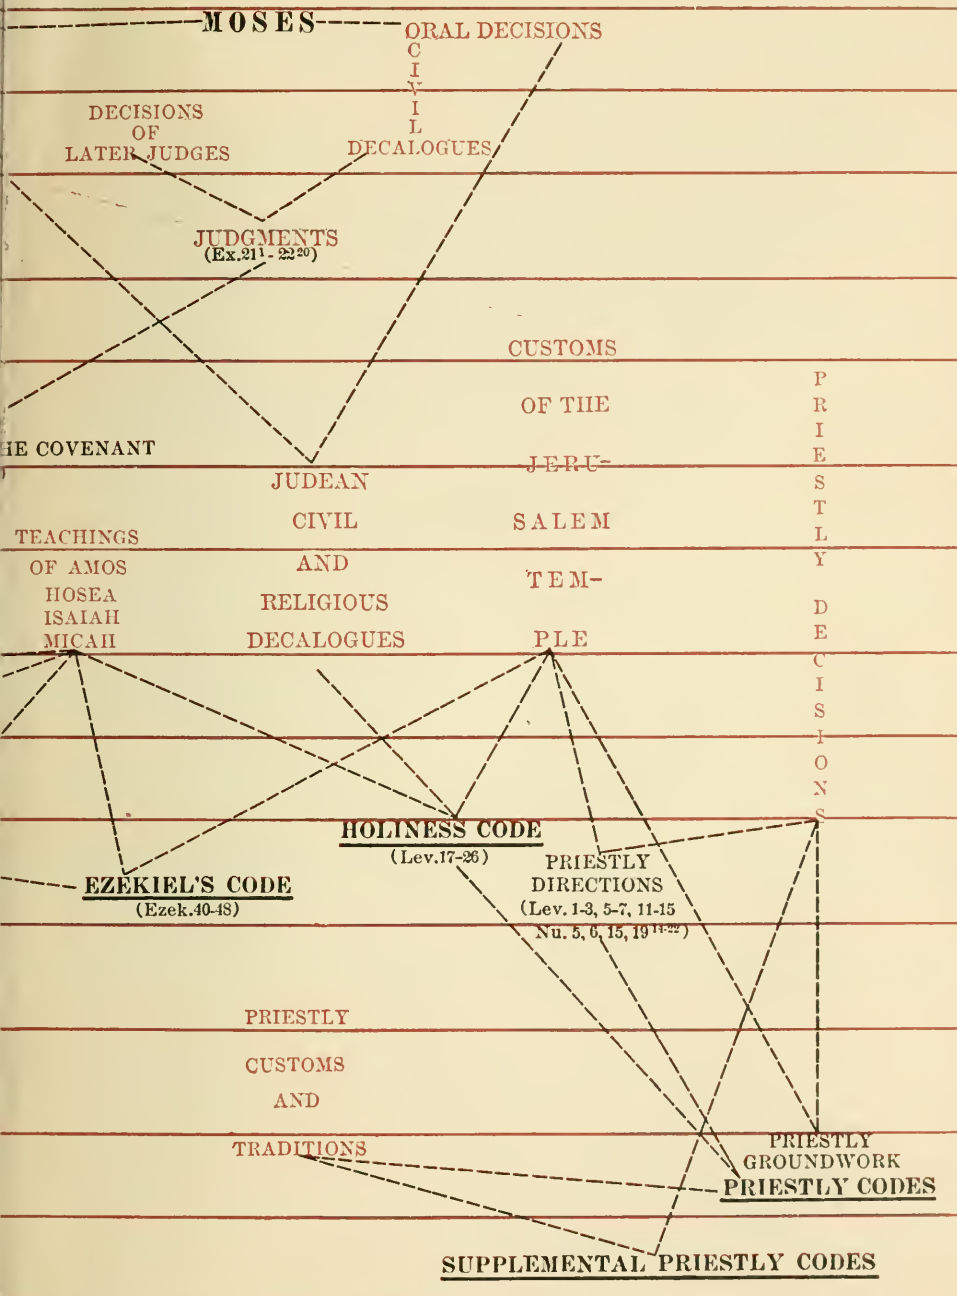 MOSES
ORAL DECISIONS
CIVIL
DECALOGUES
DECISIONS
OF
LATER JUDGES
JUDGMENTS
(Ex.21¹-22²⁰)
HE COVENANT
)
CUSTOMS
OF THE
JERU-
SALEM
TEM-
PLE
PRIESTLY DECISIONS
TEACHINGS
OF AMOS
HOSEA
ISAIAH
MICAH
JUDEAN
CIVIL
AND
RELIGIOUS
DECALOGUES
HOLINESS CODE
(Lev.17-26)
EZEKIEL'S CODE
(Ezek.40-48)
PRIESTLY
DIRECTIONS
(Lev. 1-3, 5-7, 11-15
Nu. 5, 6, 15, 19¹⁴⁻²²)
PRIESTLY
CUSTOMS
AND
TRADITIONS
PRIESTLY
GROUNDWORK
PRIESTLY CODES
SUPPLEMENTAL PRIESTLY CODES